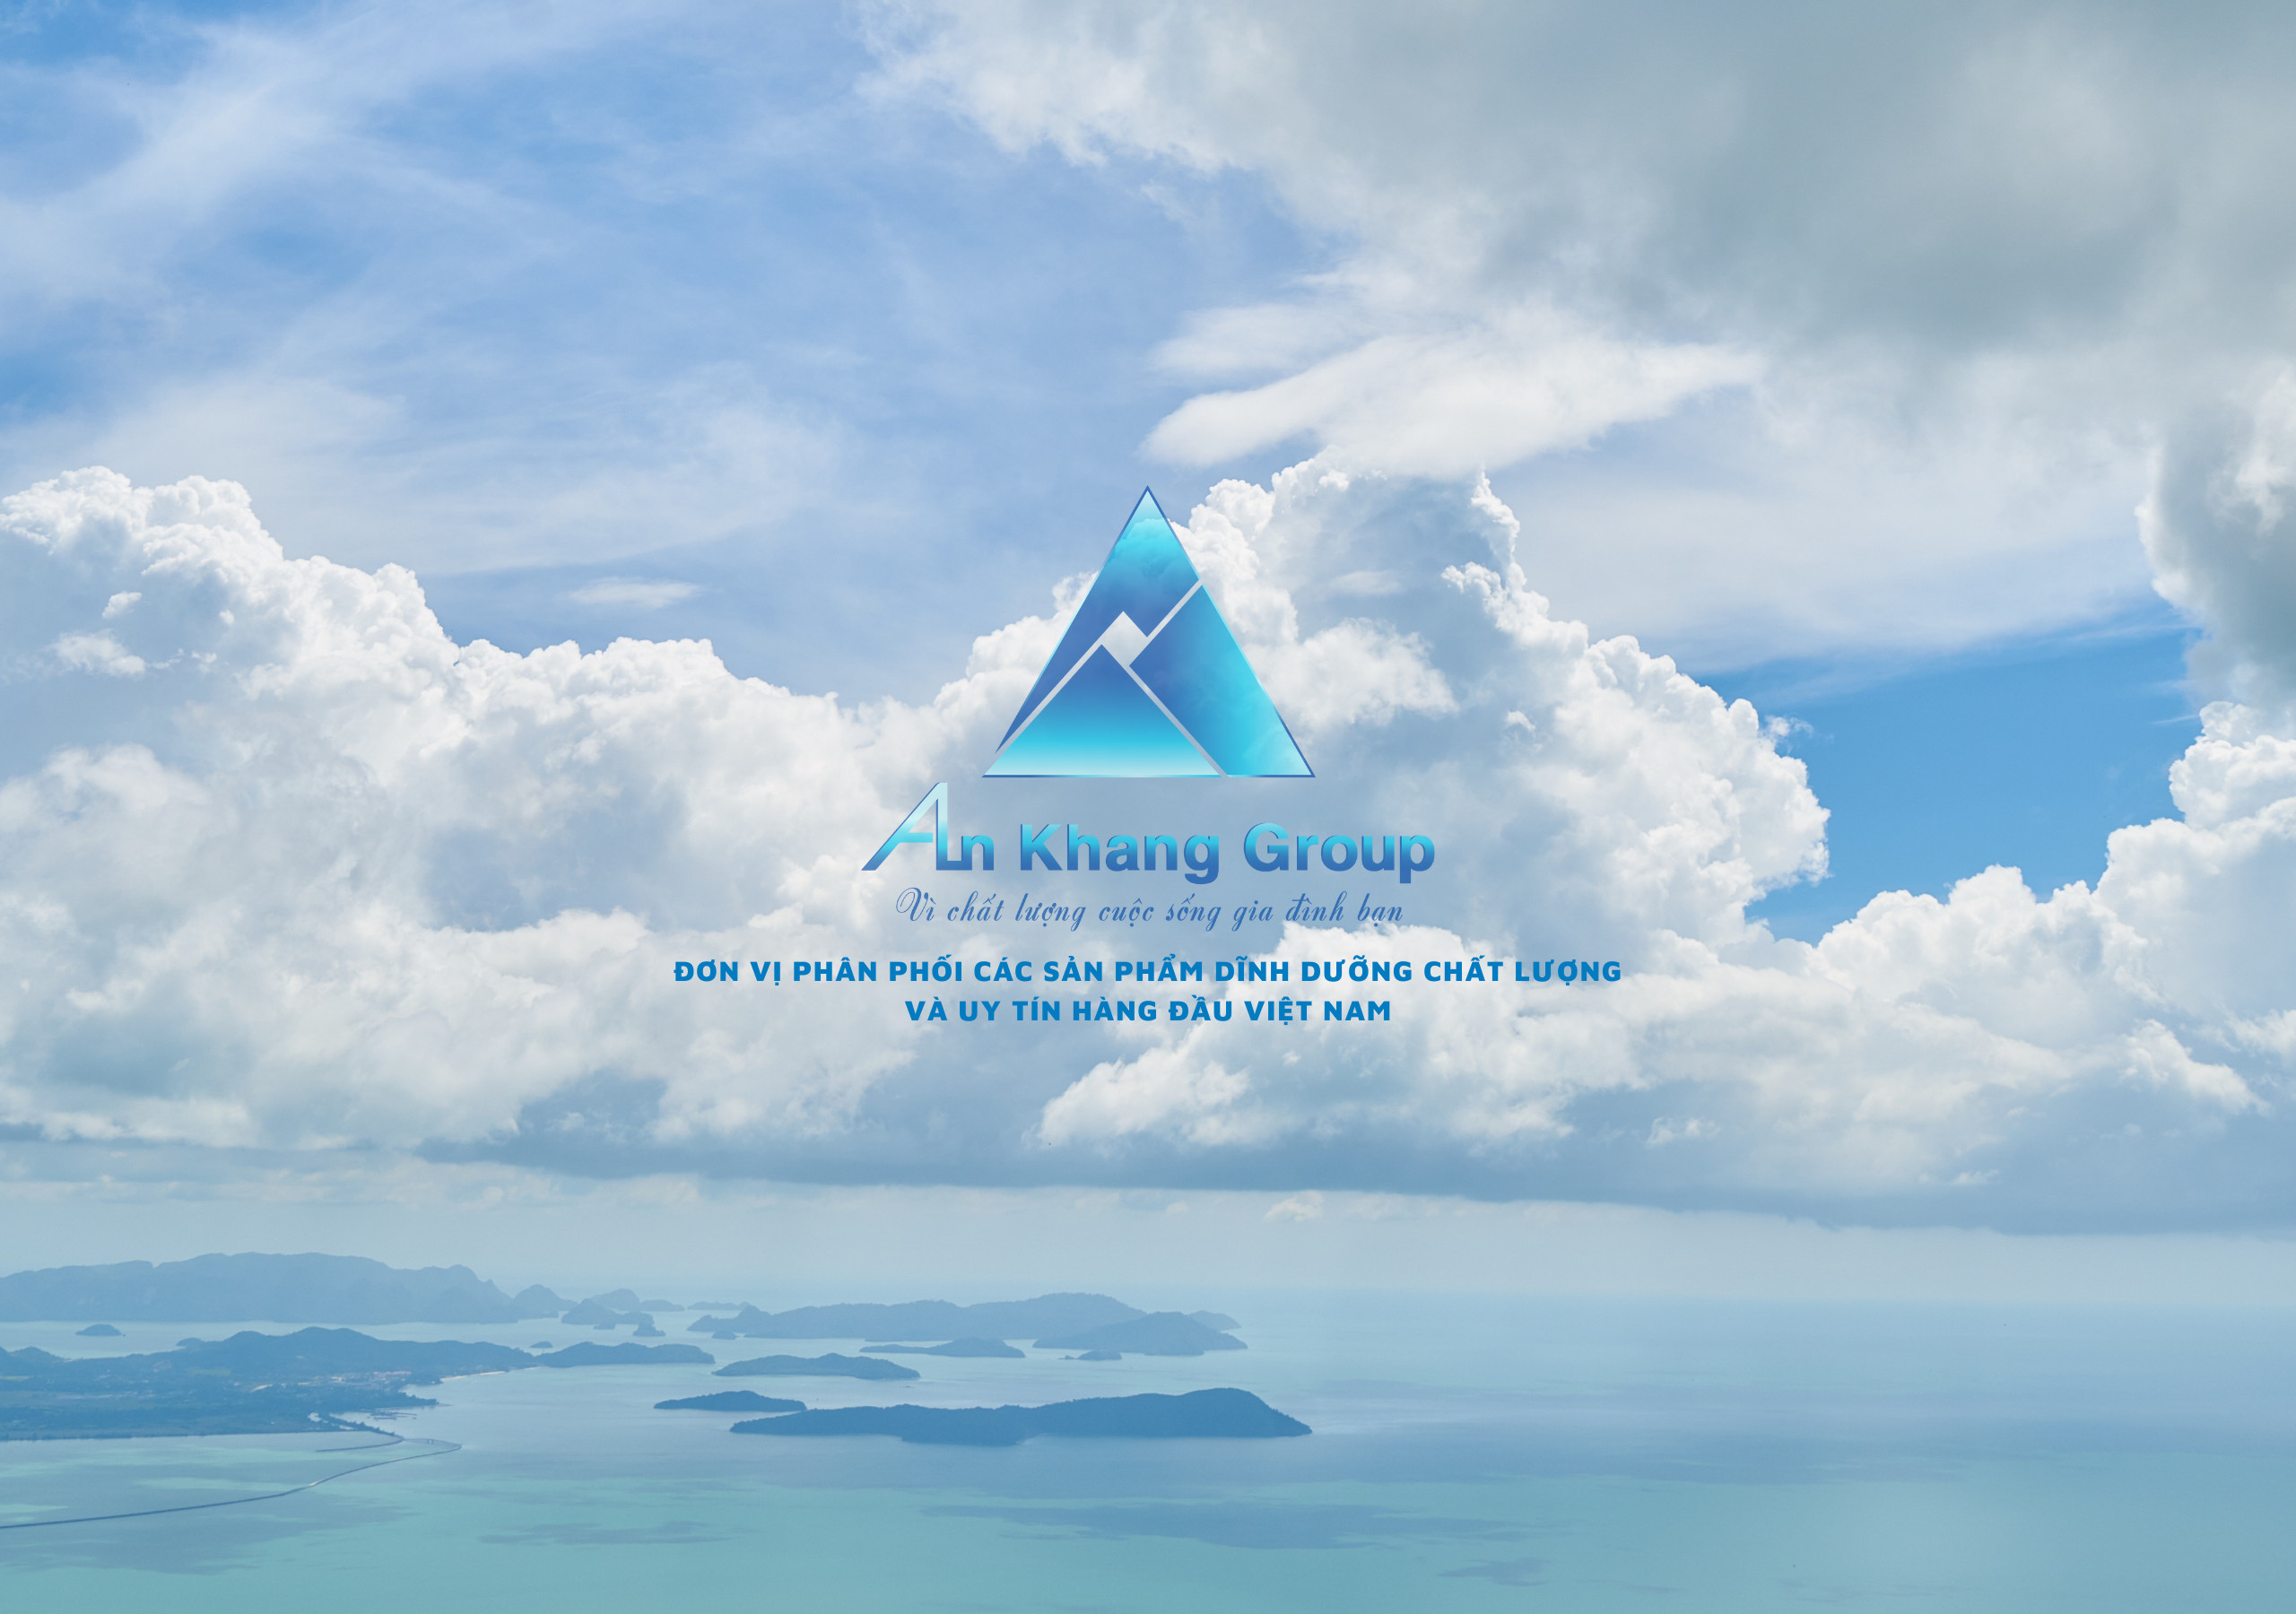 An Khang Group
Vì chất lượng cuộc sống gia đình bạn
ĐƠN VỊ PHÂN PHỐI CÁC SẢN PHẨM DĨNH DƯỠNG CHẤT LƯỢNG
VÀ UY TÍN HÀNG ĐẦU VIỆT NAM